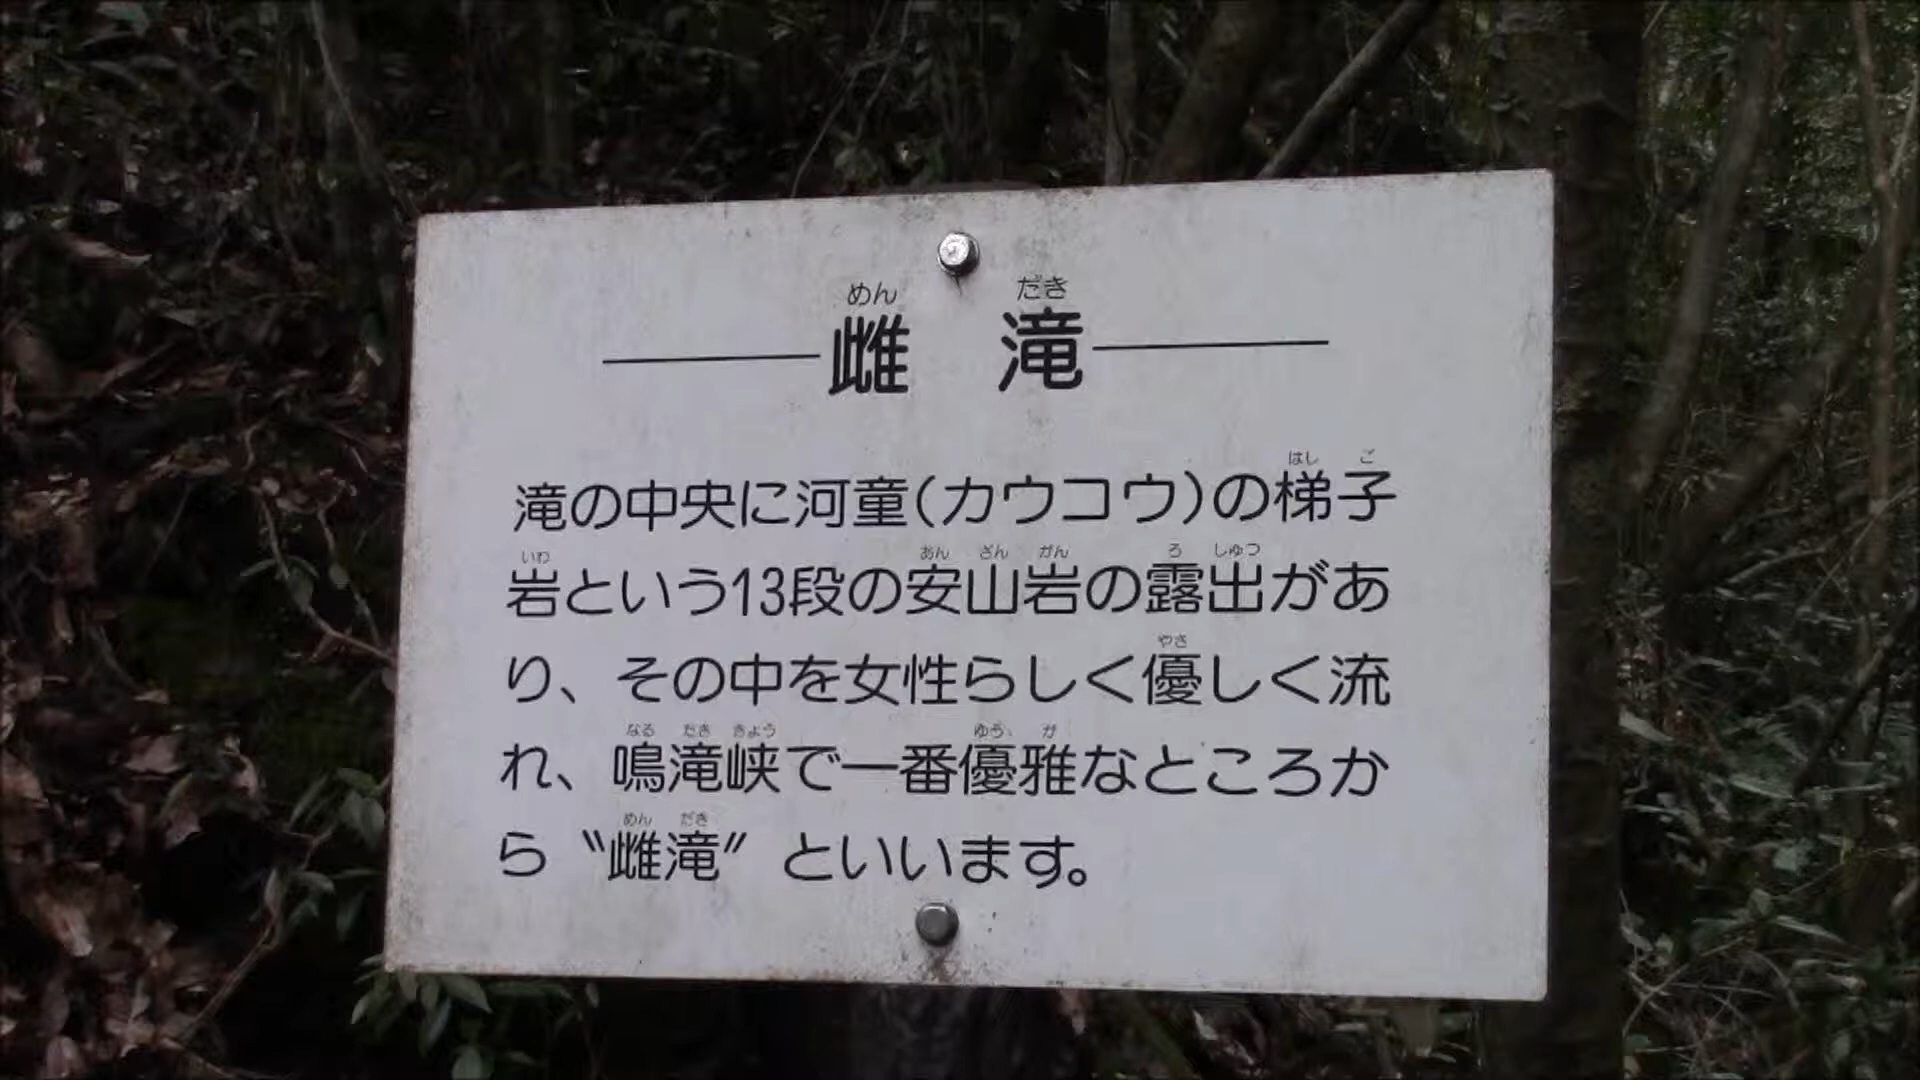 めん だき
雌 滝
はし ご
滝の中央に河童(カウコウ)の梯子
いわ あん ざん がん ろ しゅつ
岩という13段の安山岩の露出があ
やさ
り、その中を女性らしく優しく流
なる だき きょう ゆう が
れ、鳴滝峡で一番優雅なところか
めん だき
ら〝雌滝〞といいます。